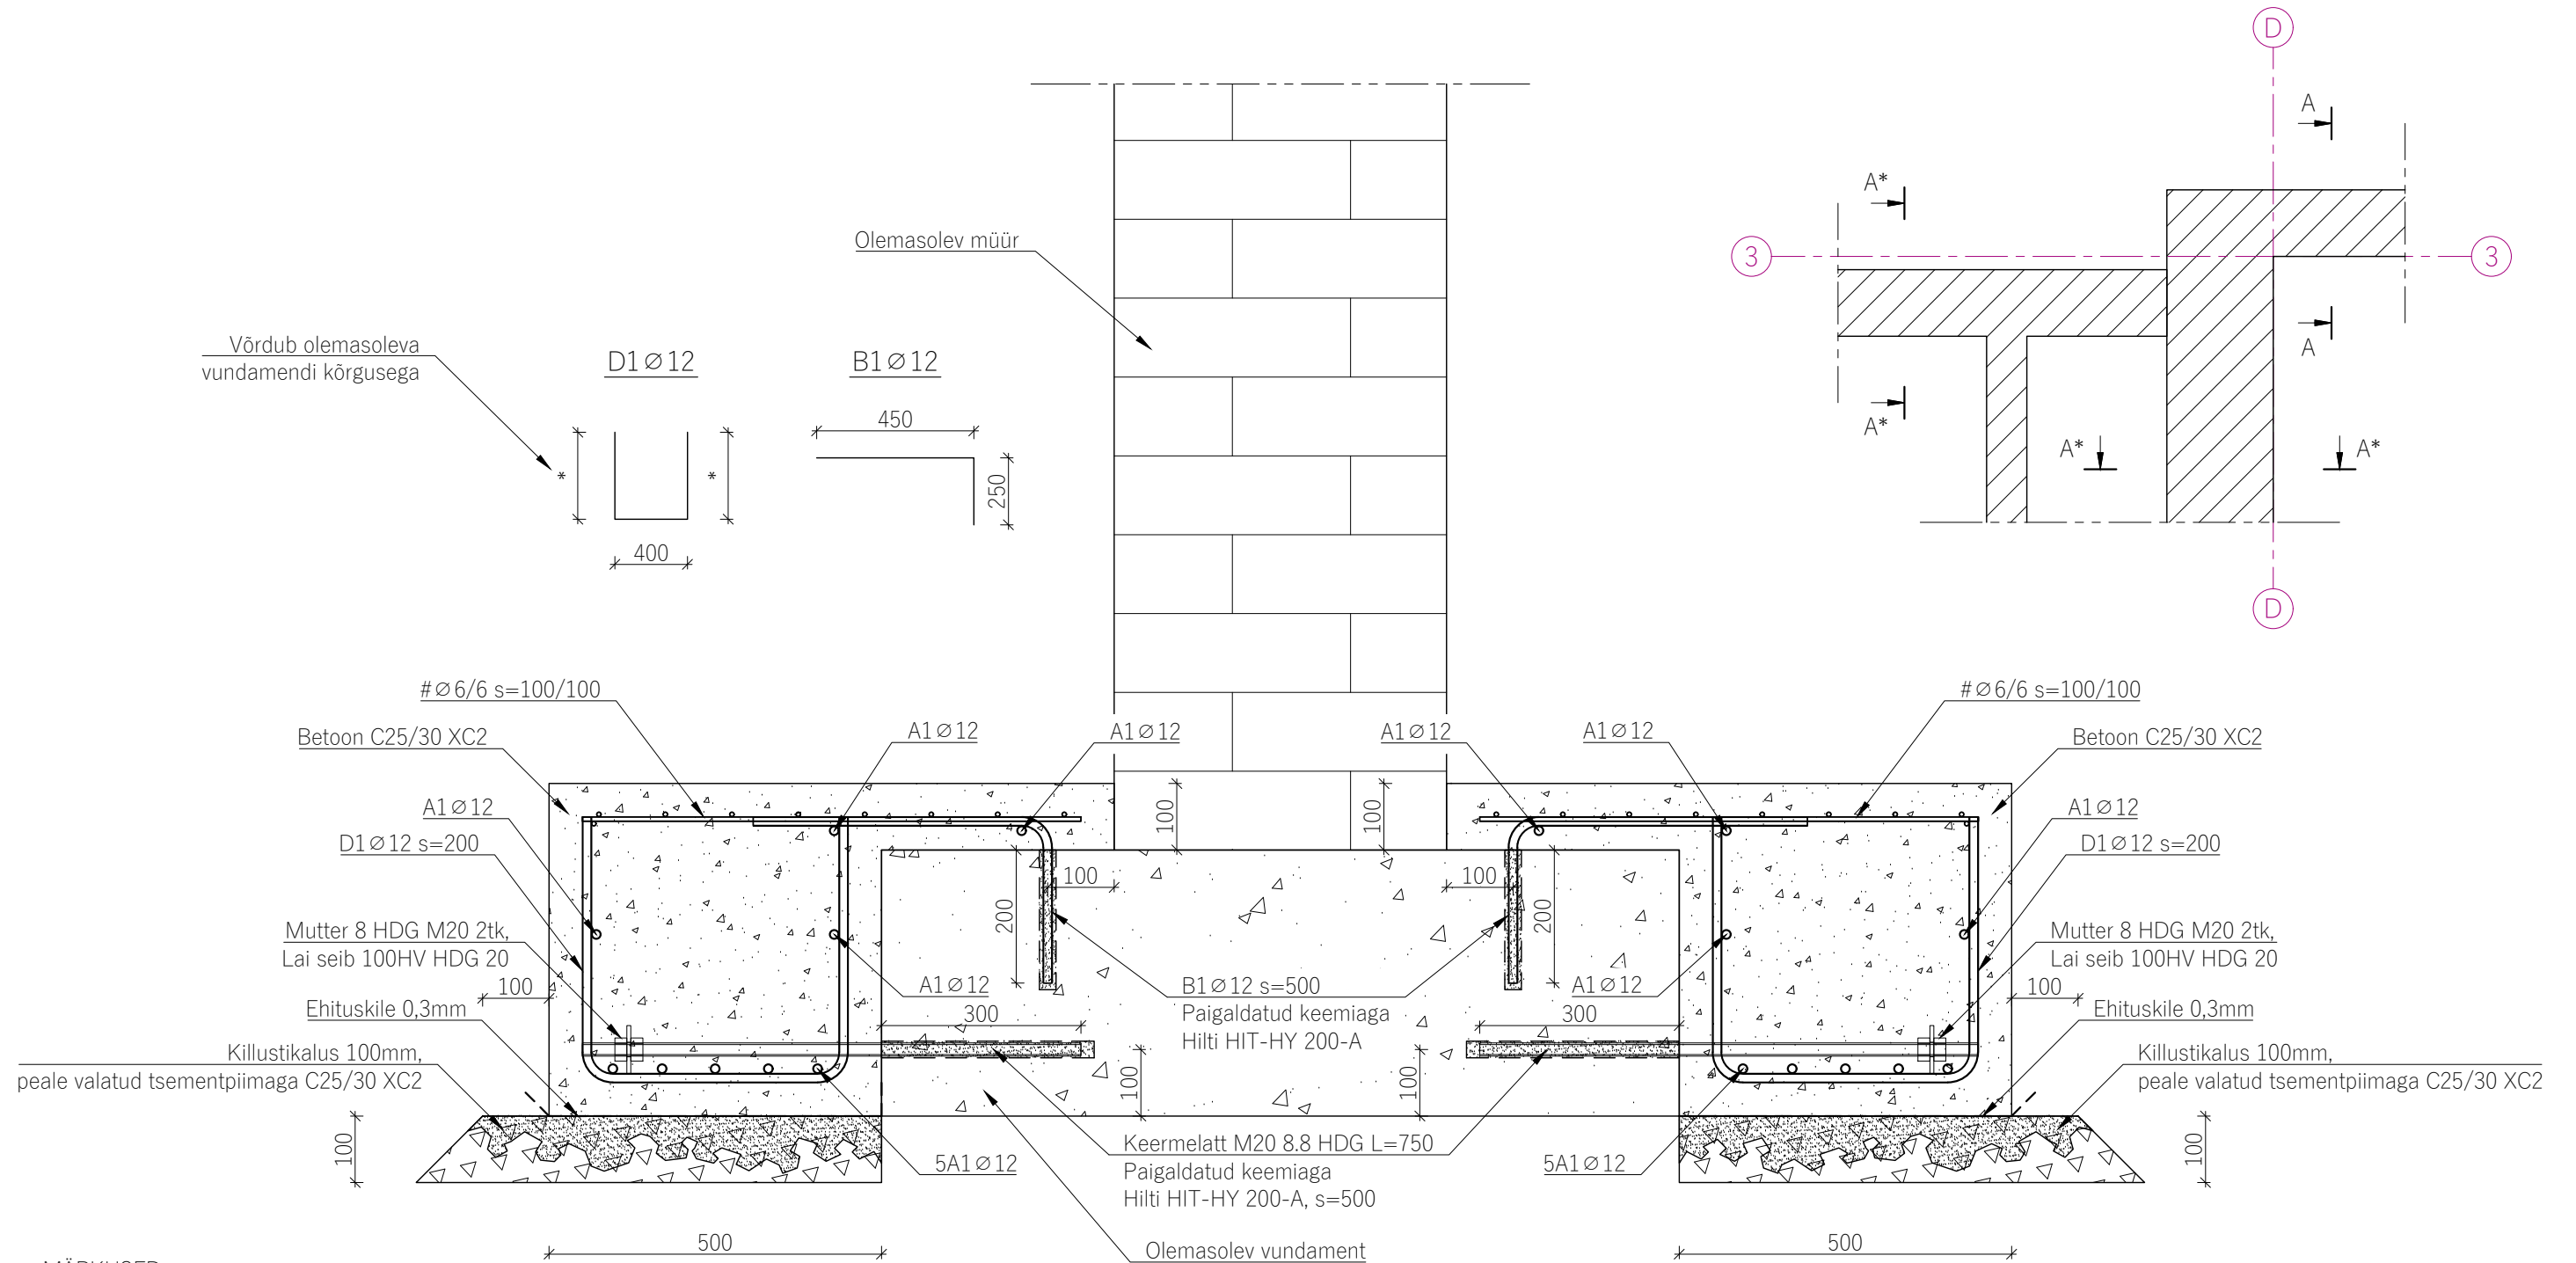 D
A
A*
Olemasolev müür
3
3
Võrdub olemasoleva
vundamendi kõrgusega
D1⌀12
B1⌀12
A
450
A*
A*
A*
*
*
250
400
D
#⌀6/6 s=100/100
#⌀6/6 s=100/100
Betoon C25/30 XC2
A1⌀12
A1⌀12
A1⌀12
A1⌀12
Betoon C25/30 XC2
A1⌀12
100
100
A1⌀12
D1⌀12 s=200
D1⌀12 s=200
100
100
200
200
Mutter 8 HDG M20 2tk,
Lai seib 100HV HDG 20
Mutter 8 HDG M20 2tk,
Lai seib 100HV HDG 20
100
A1⌀12
B1⌀12 s=500
Paigaldatud keemiaga
Hilti HIT-HY 200-A
A1⌀12
100
Ehituskile 0,3mm
300
300
Ehituskile 0,3mm
Killustikalus 100mm,
peale valatud tsementpiimaga C25/30 XC2
100
100
Killustikalus 100mm,
peale valatud tsementpiimaga C25/30 XC2
100
5A1⌀12
Keermelatt M20 8.8 HDG L=750
Paigaldatud keemiaga
Hilti HIT-HY 200-A, s=500
5A1⌀12
100
500
Olemasolev vundament
500